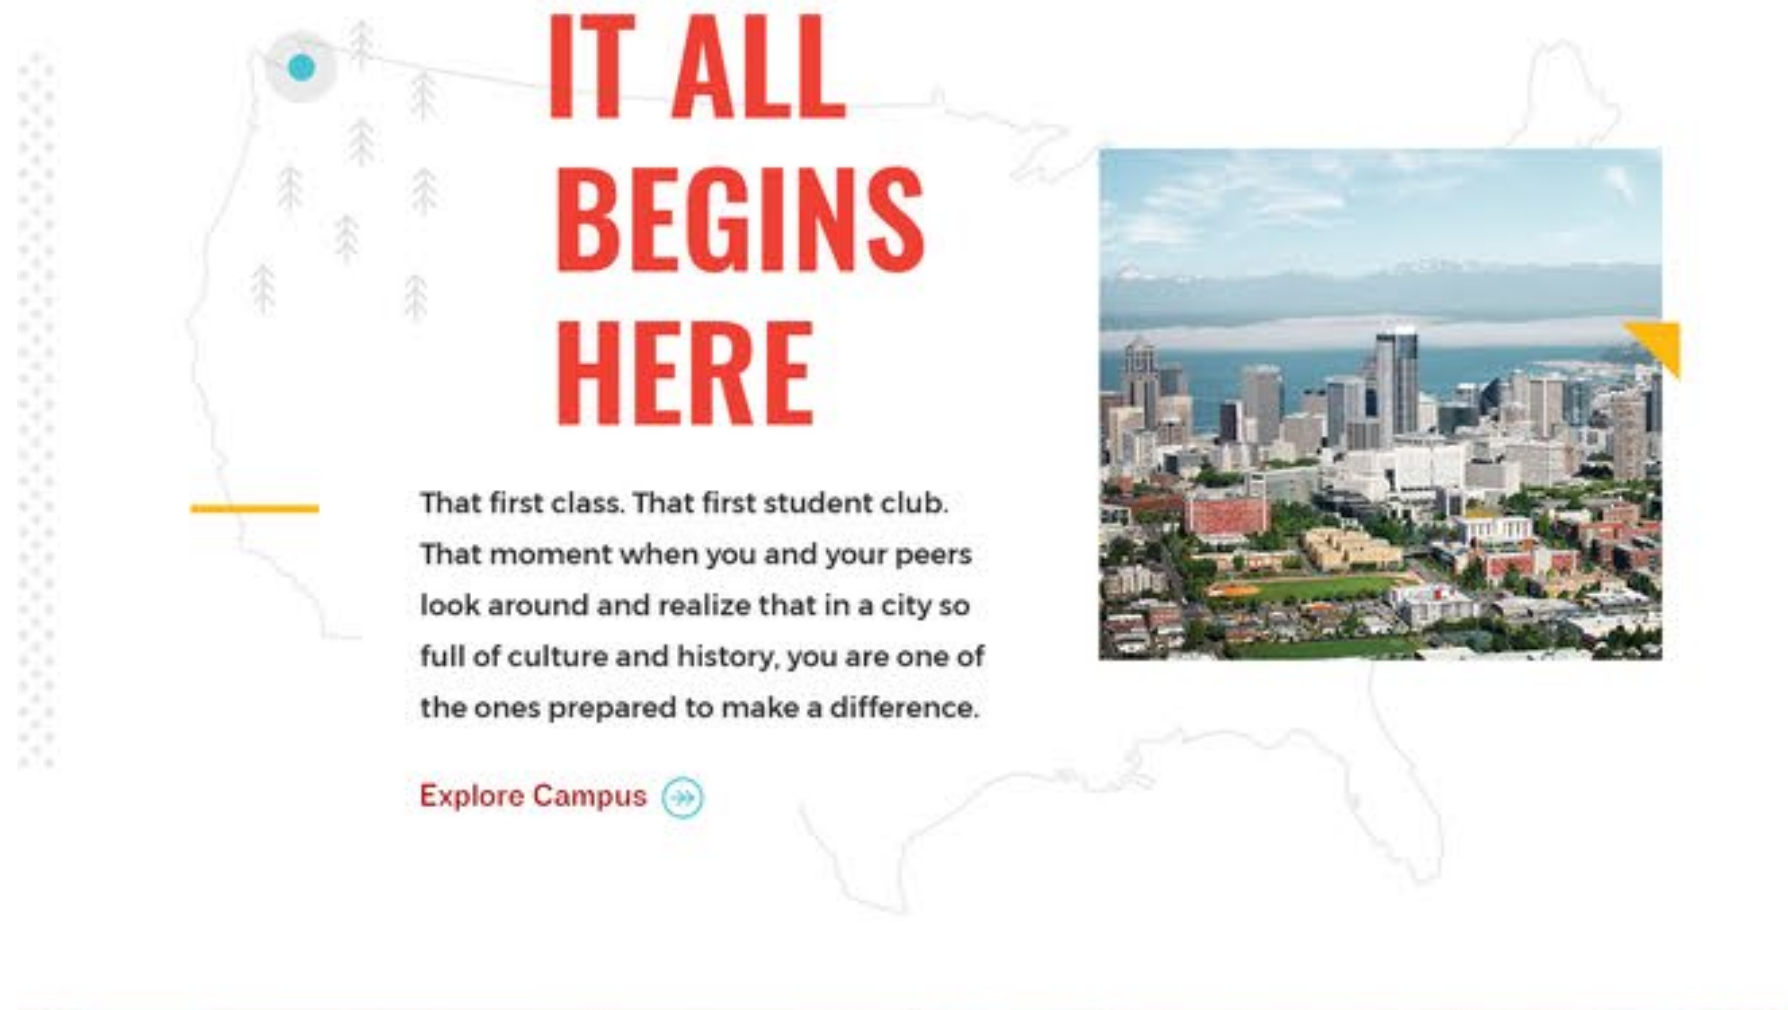 IT ALL
BEGINS
HERE
That first class. That first student club.
That moment when you and your peers
look around and realize that in a city so
full of culture and history, you are one of
the ones prepared to make a difference.
Explore Campus